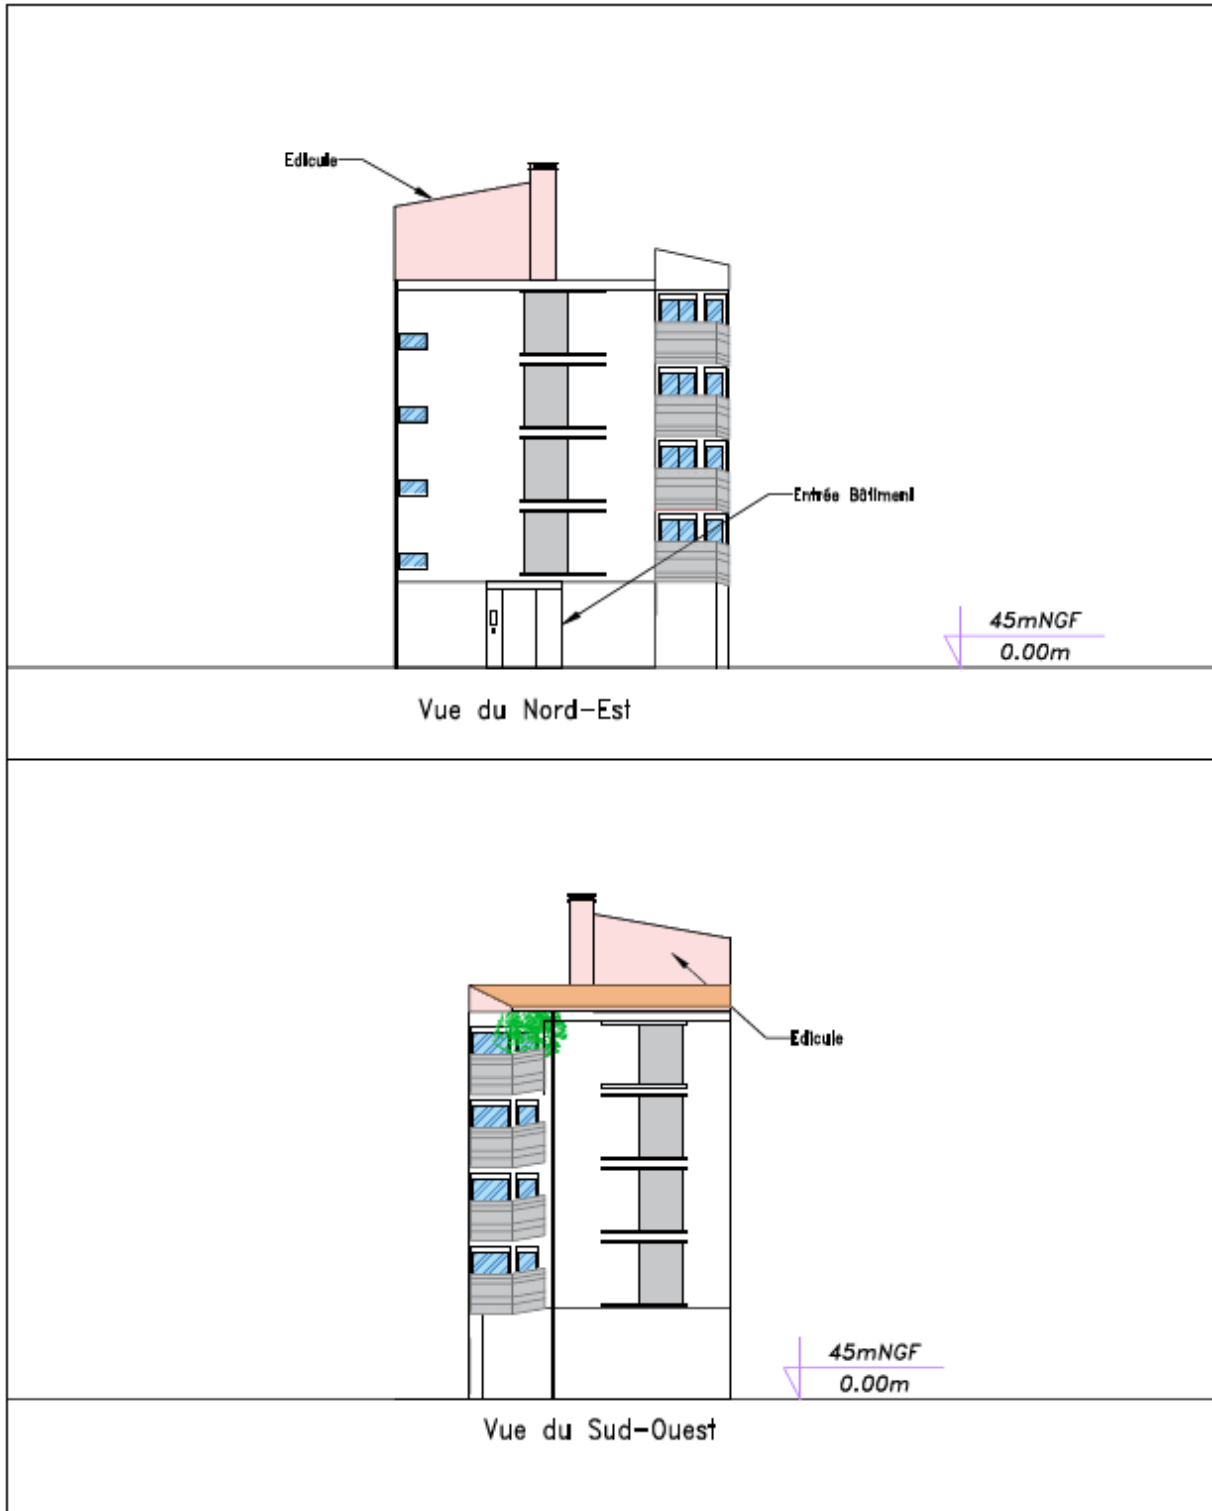 Edicule
Entrée Bâtiment
45mNGF
0.00m
Vue du Nord-Est
Edicule
45mNGF
0.00m
Vue du Sud-Ouest